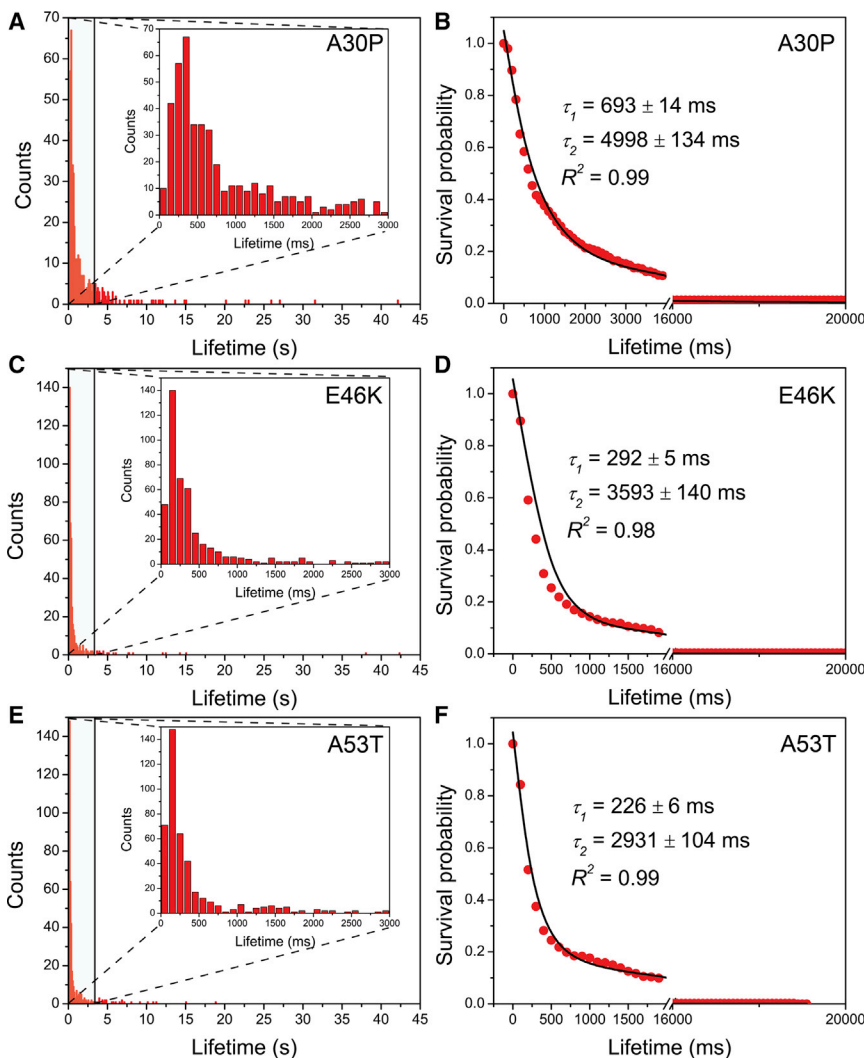 A
70
60
50
40
30
20
10
0
Counts
0 5 10 15 20 25 30 35 40 45
Lifetime (s)
A30P
70
60
50
40
30
20
10
0
Counts
0 500 1000 1500 2000 2500 3000
Lifetime (ms)
B
A30P
1.0
0.8
0.6
0.4
0.2
0.0
Survival probability
τ1 = 693 ± 14 ms
τ2 = 4998 ± 134 ms
R2 = 0.99
0 1000 2000 3000 16000 20000
Lifetime (ms)
C
140
120
100
80
60
40
20
0
Counts
0 5 10 15 20 25 30 35 40 45
Lifetime (s)
E46K
140
120
100
80
60
40
20
0
Counts
0 500 1000 1500 2000 2500 3000
Lifetime (ms)
D
E46K
1.0
0.8
0.6
0.4
0.2
0.0
Survival probability
τ1 = 292 ± 5 ms
τ2 = 3593 ± 140 ms
R2 = 0.98
0 500 1000 1500 16000 20000
Lifetime (ms)
E
140
120
100
80
60
40
20
0
Counts
0 5 10 15 20 25 30 35 40 45
Lifetime (s)
A53T
140
120
100
80
60
40
20
0
Counts
0 500 1000 1500 2000 2500 3000
Lifetime (ms)
F
A53T
1.0
0.8
0.6
0.4
0.2
0.0
Survival probability
τ1 = 226 ± 6 ms
τ2 = 2931 ± 104 ms
R2 = 0.99
0 500 1000 1500 16000 20000
Lifetime (ms)